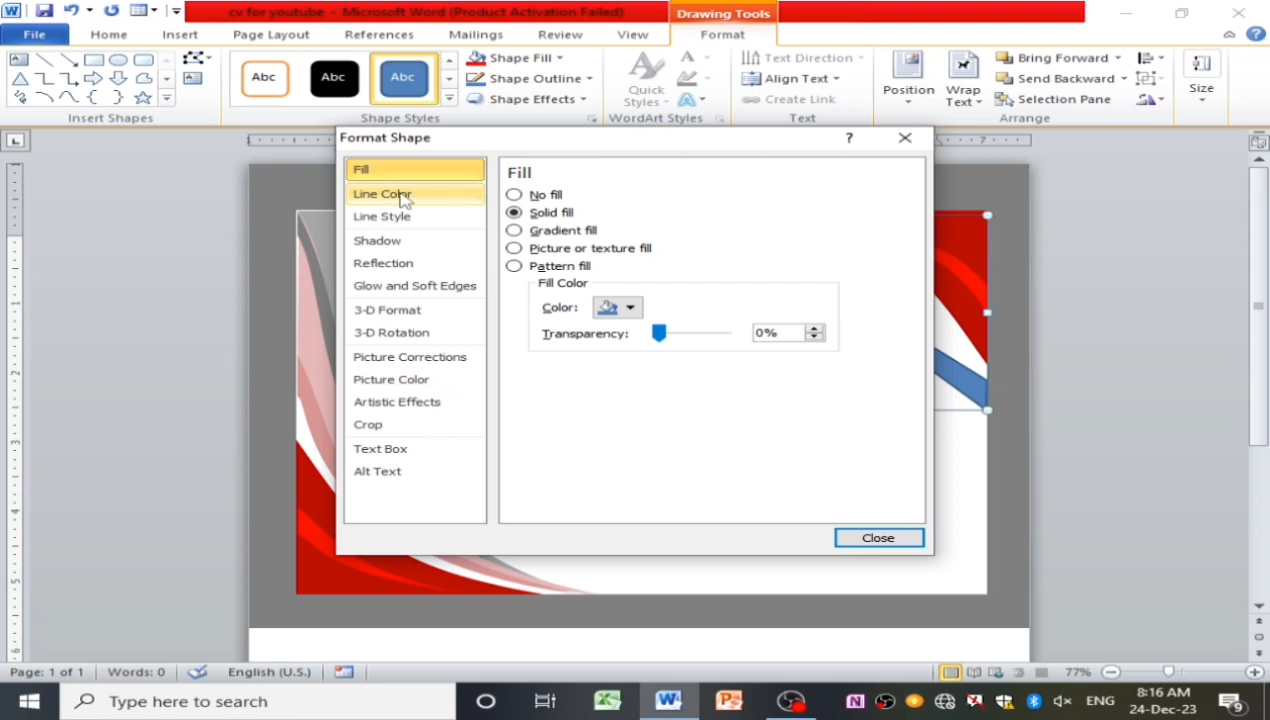 cv for youtube - Microsoft Word (Product Activation Failed)
Drawing Tools
File Home Insert Page Layout References Mailings Review View Format
Abc Abc Abc
Shape Fill
Shape Outline
Shape Effects
Quick Styles
Text Direction
Align Text
Create Link
Position
Wrap Text
Bring Forward
Send Backward
Selection Pane
Size
Insert Shapes Shape Styles WordArt Styles Text Arrange
Format Shape
Fill
Line Color
Line Style
Shadow
Reflection
Glow and Soft Edges
3-D Format
3-D Rotation
Picture Corrections
Picture Color
Artistic Effects
Crop
Text Box
Alt Text
Fill
No fill
Solid fill
Gradient fill
Picture or texture fill
Pattern fill
Fill Color
Color:
Transparency: 0%
Close
Page: 1 of 1 Words: 0 English (U.S.) 77%
Type here to search
ENG
8:16 AM
24-Dec-23